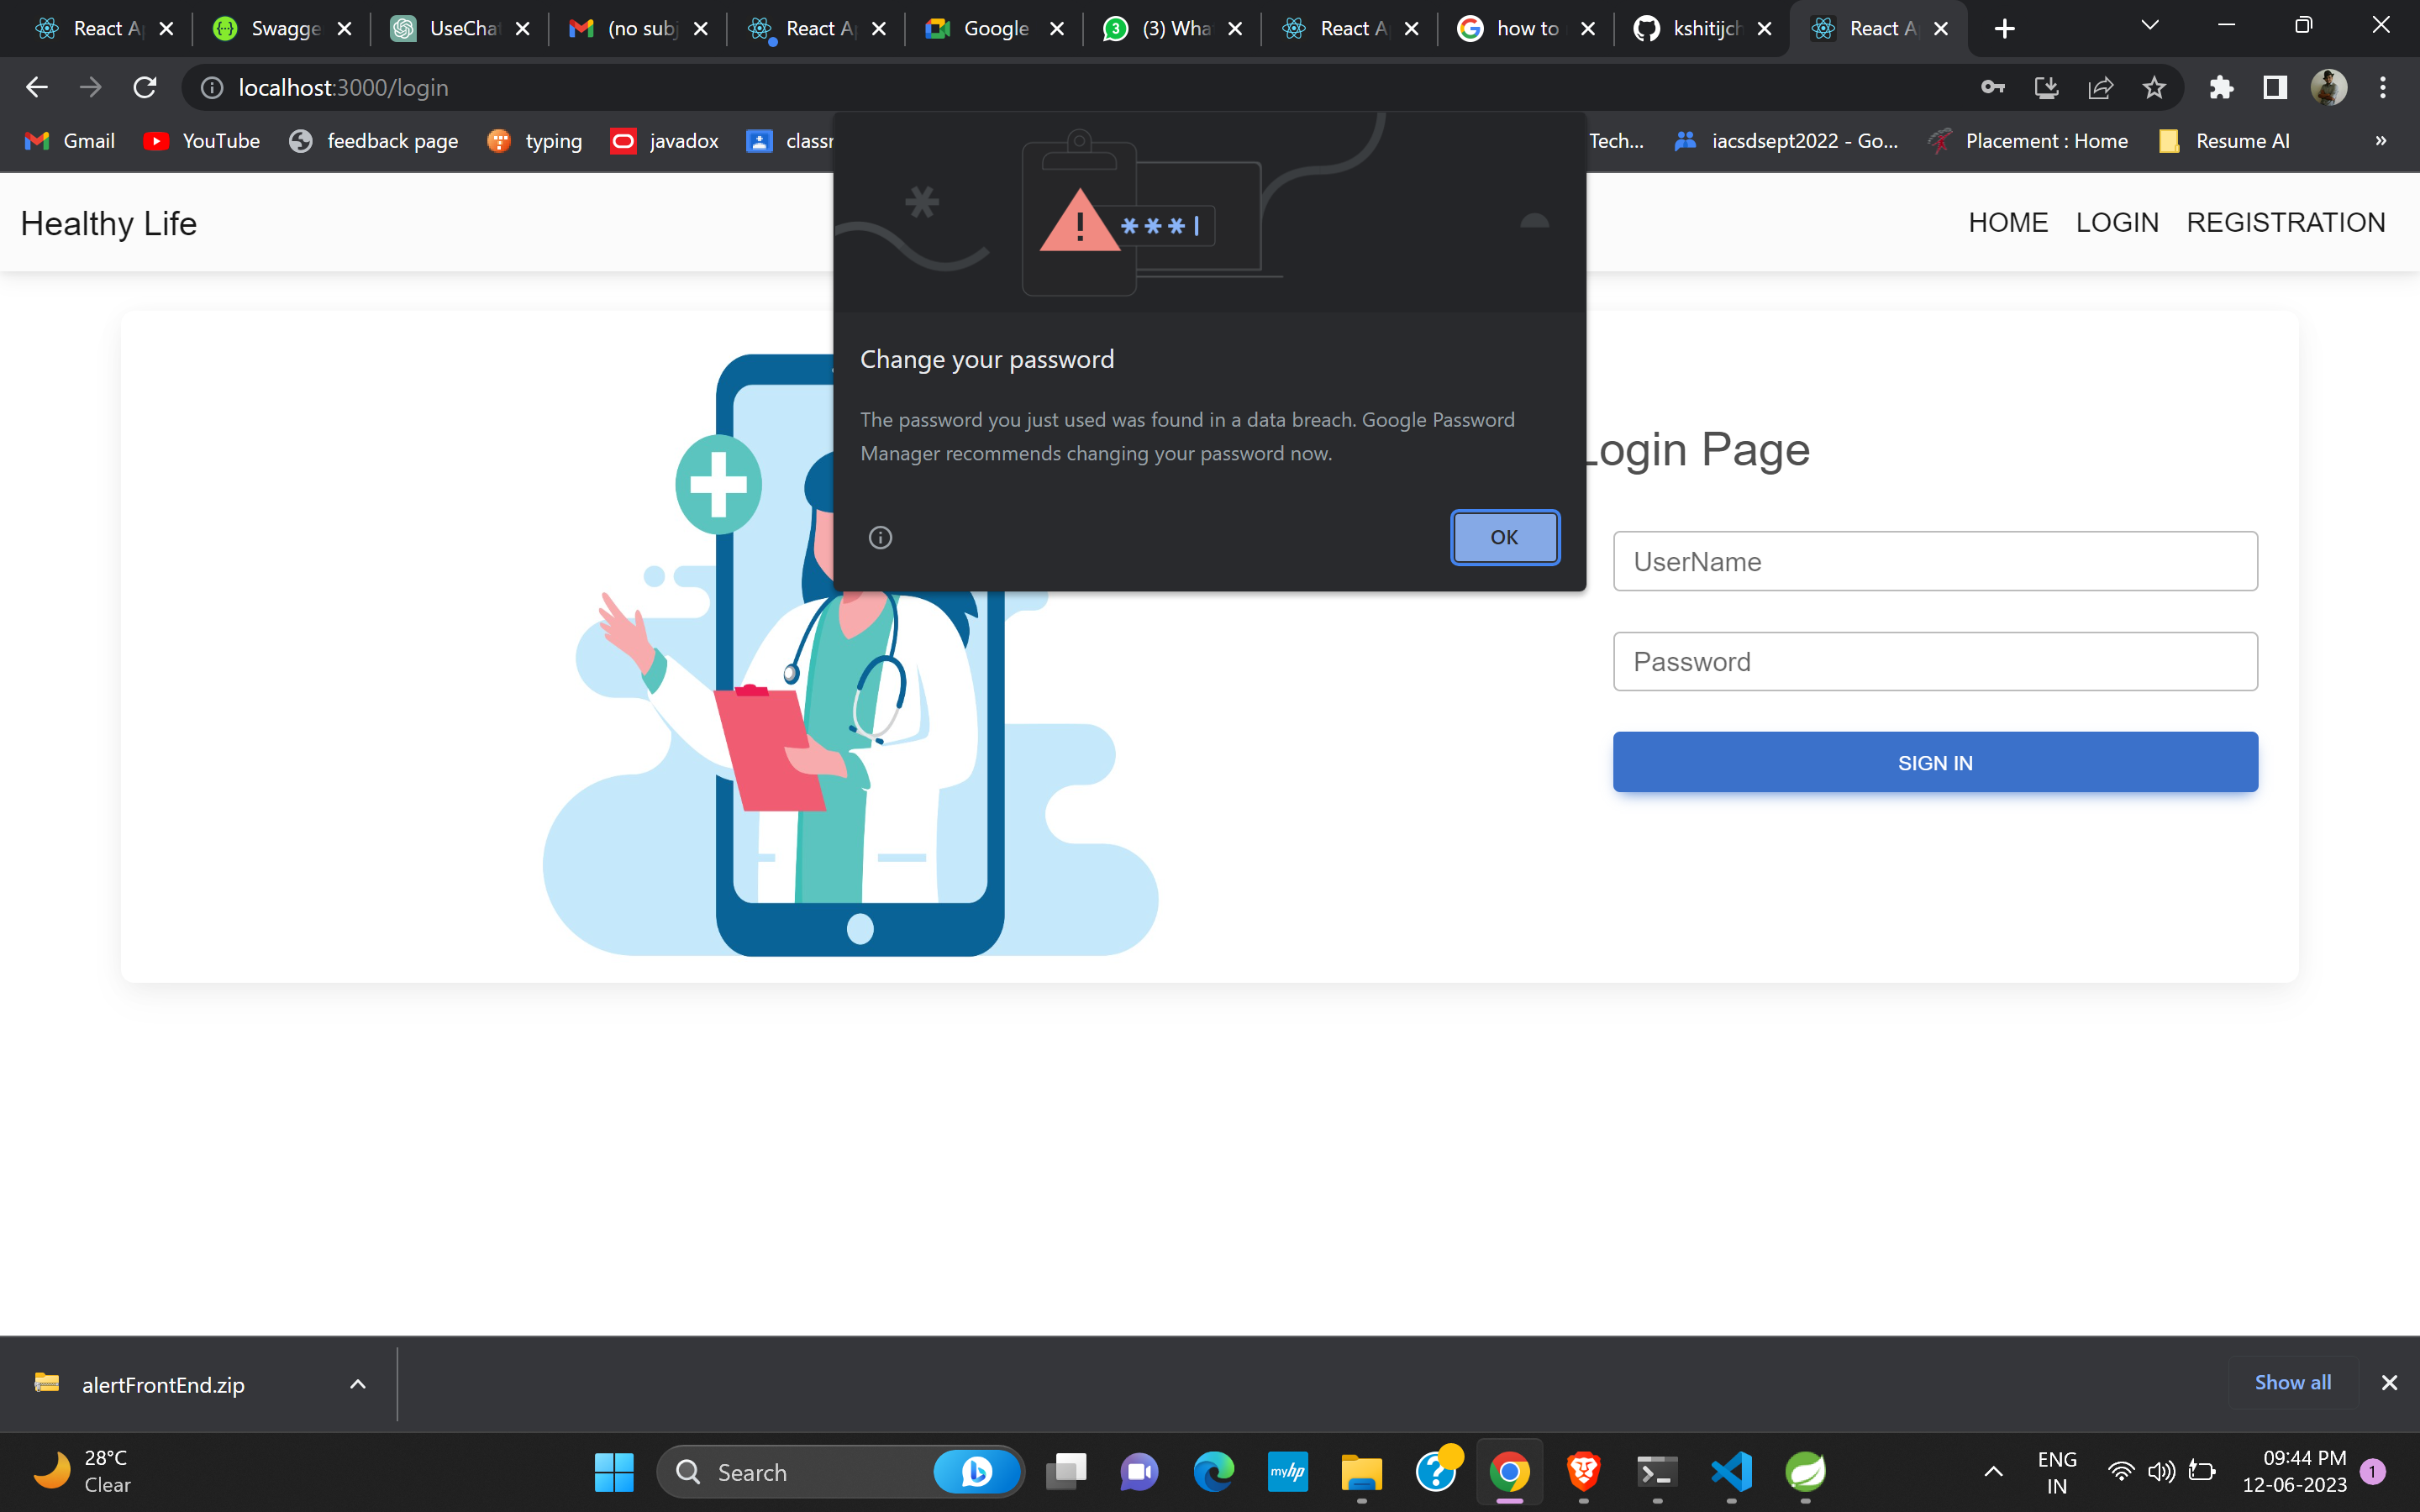 React A
Swagge
UseChat
(no subj
React A
Google
(3) Wha
React A
how to
kshitijch
React A
localhost:3000/login
Gmail
YouTube
feedback page
typing
javadox
classr
Tech...
iacsdsept2022 - Go...
Placement : Home
Resume AI
»
Healthy Life
HOME
LOGIN
REGISTRATION
***|
Change your password
The password you just used was found in a data breach. Google Password
Manager recommends changing your password now.
OK
Login Page
UserName
Password
SIGN IN
alertFrontEnd.zip
Show all
28°C
Clear
Search
myhp
ENG
IN
09:44 PM
12-06-2023
1